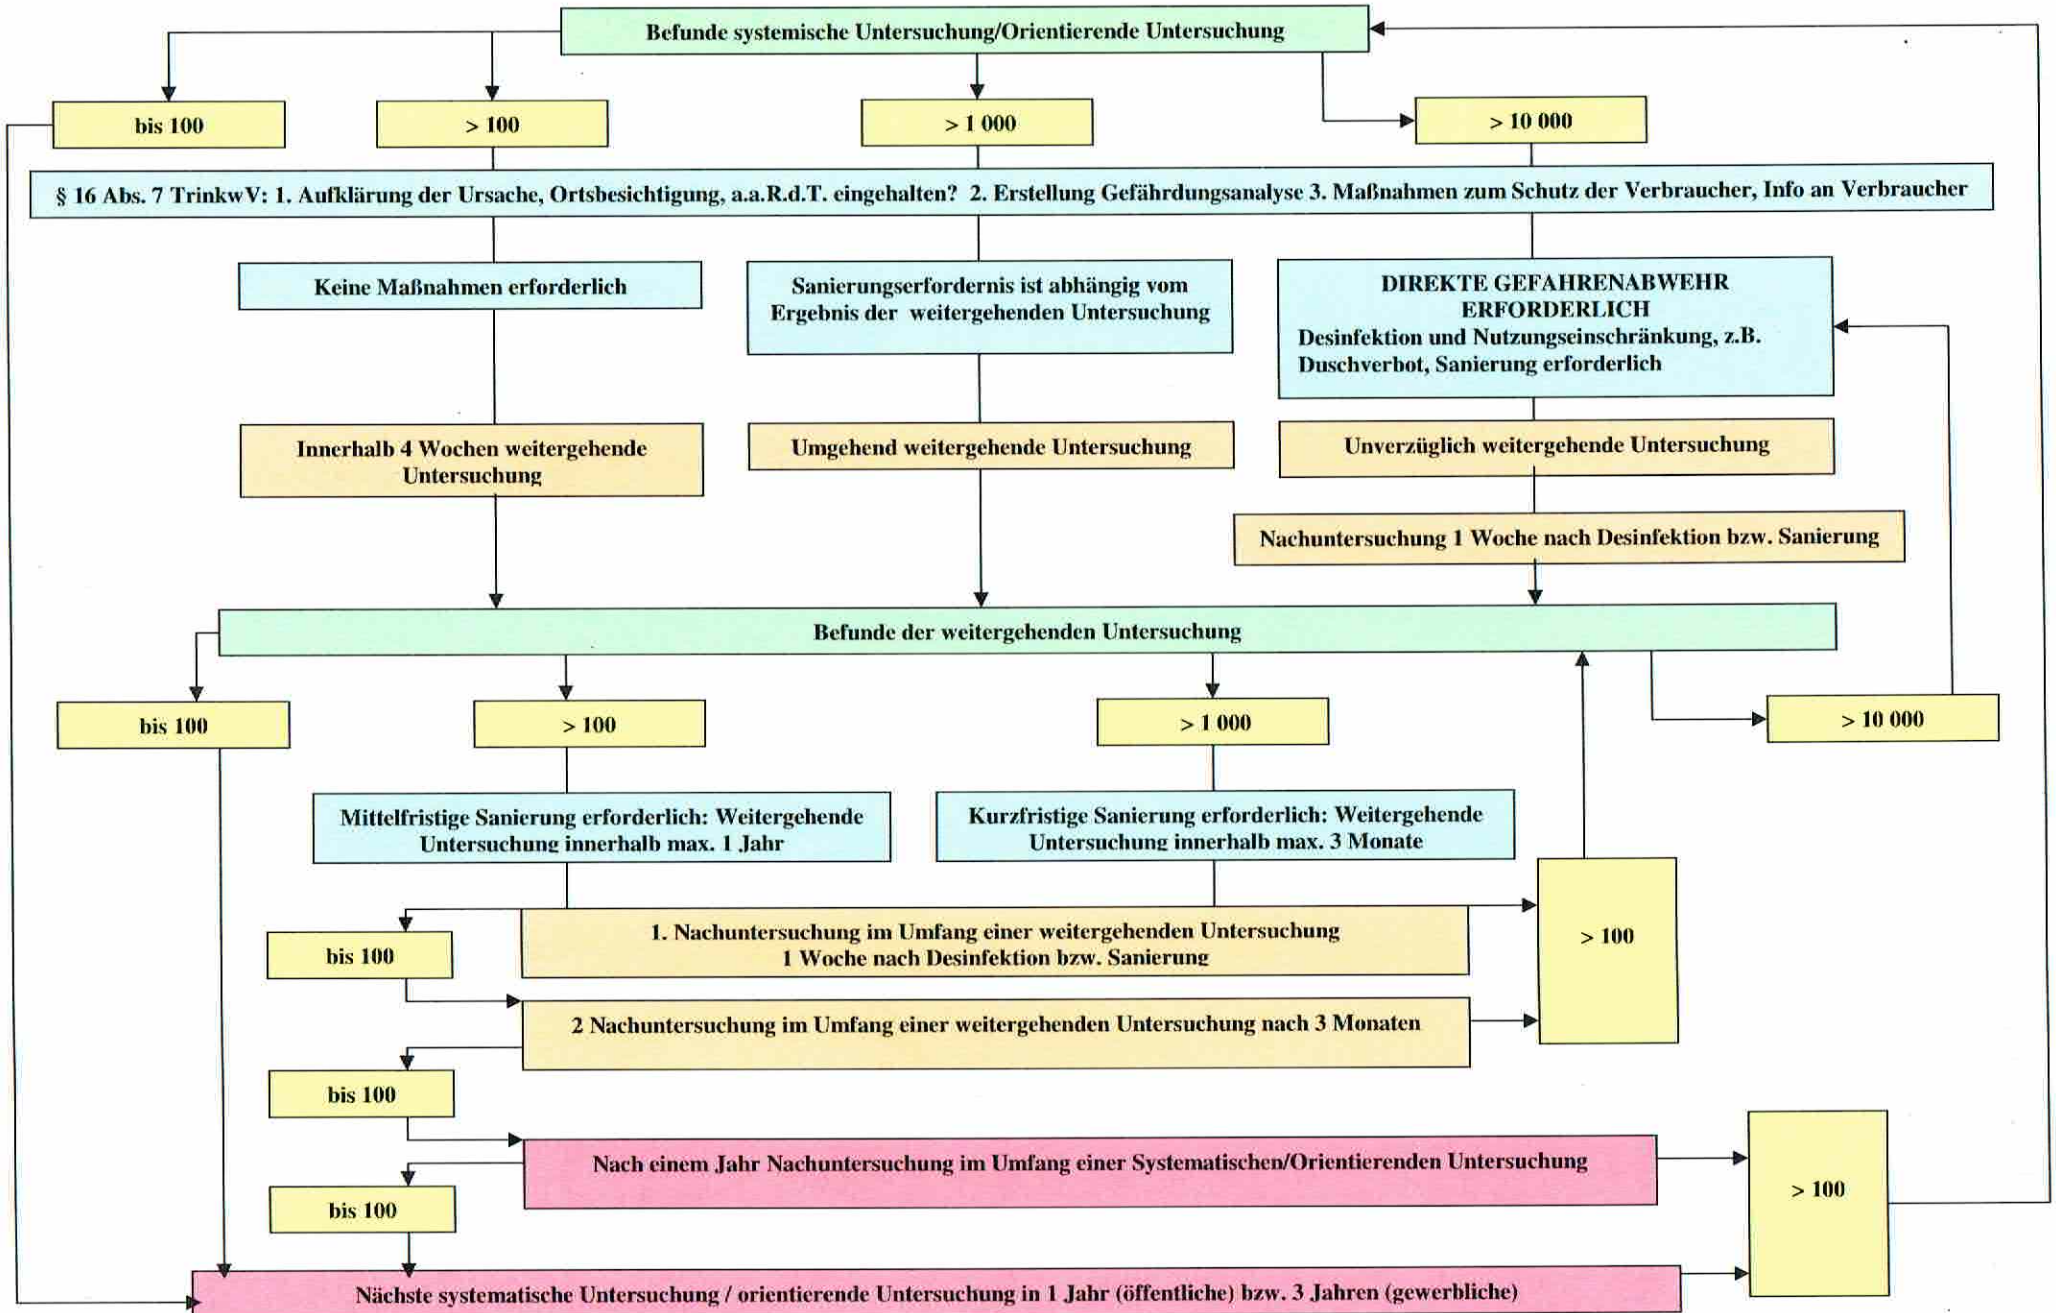 Befunde systemische Untersuchung/Orientierende Untersuchung
bis 100
> 100
> 1 000
> 10 000
§ 16 Abs. 7 TrinkwV: 1. Aufklärung der Ursache, Ortsbesichtigung, a.a.R.d.T. eingehalten? 2. Erstellung Gefährdungsanalyse 3. Maßnahmen zum Schutz der Verbraucher, Info an Verbraucher
Keine Maßnahmen erforderlich
Sanierungserfordernis ist abhängig vom
Ergebnis der weitergehenden Untersuchung
DIREKTE GEFAHRENABWEHR
ERFORDERLICH
Desinfektion und Nutzungseinschränkung, z.B.
Duschverbot, Sanierung erforderlich
Innerhalb 4 Wochen weitergehende
Untersuchung
Umgehend weitergehende Untersuchung
Unverzüglich weitergehende Untersuchung
Nachuntersuchung 1 Woche nach Desinfektion bzw. Sanierung
Befunde der weitergehenden Untersuchung
bis 100
> 100
> 1 000
> 10 000
Mittelfristige Sanierung erforderlich: Weitergehende
Untersuchung innerhalb max. 1 Jahr
Kurzfristige Sanierung erforderlich: Weitergehende
Untersuchung innerhalb max. 3 Monate
1. Nachuntersuchung im Umfang einer weitergehenden Untersuchung
1 Woche nach Desinfektion bzw. Sanierung
> 100
bis 100
2 Nachuntersuchung im Umfang einer weitergehenden Untersuchung nach 3 Monaten
bis 100
Nach einem Jahr Nachuntersuchung im Umfang einer Systematischen/Orientierenden Untersuchung
> 100
bis 100
Nächste systematische Untersuchung / orientierende Untersuchung in 1 Jahr (öffentliche) bzw. 3 Jahren (gewerbliche)